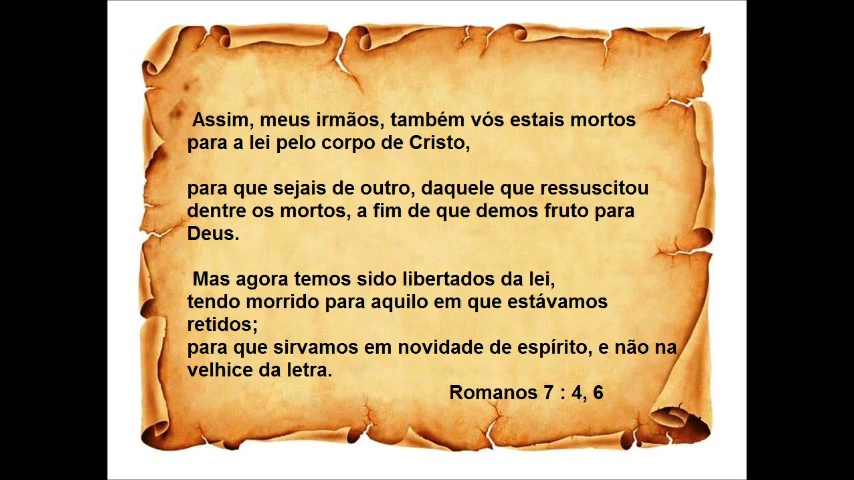 Assim, meus irmãos, também vós estais mortos
para a lei pelo corpo de Cristo,
para que sejais de outro, daquele que ressuscitou
dentre os mortos, a fim de que demos fruto para
Deus.
Mas agora temos sido libertados da lei,
tendo morrido para aquilo em que estávamos
retidos;
para que sirvamos em novidade de espírito, e não na
velhice da letra.
Romanos 7 : 4, 6